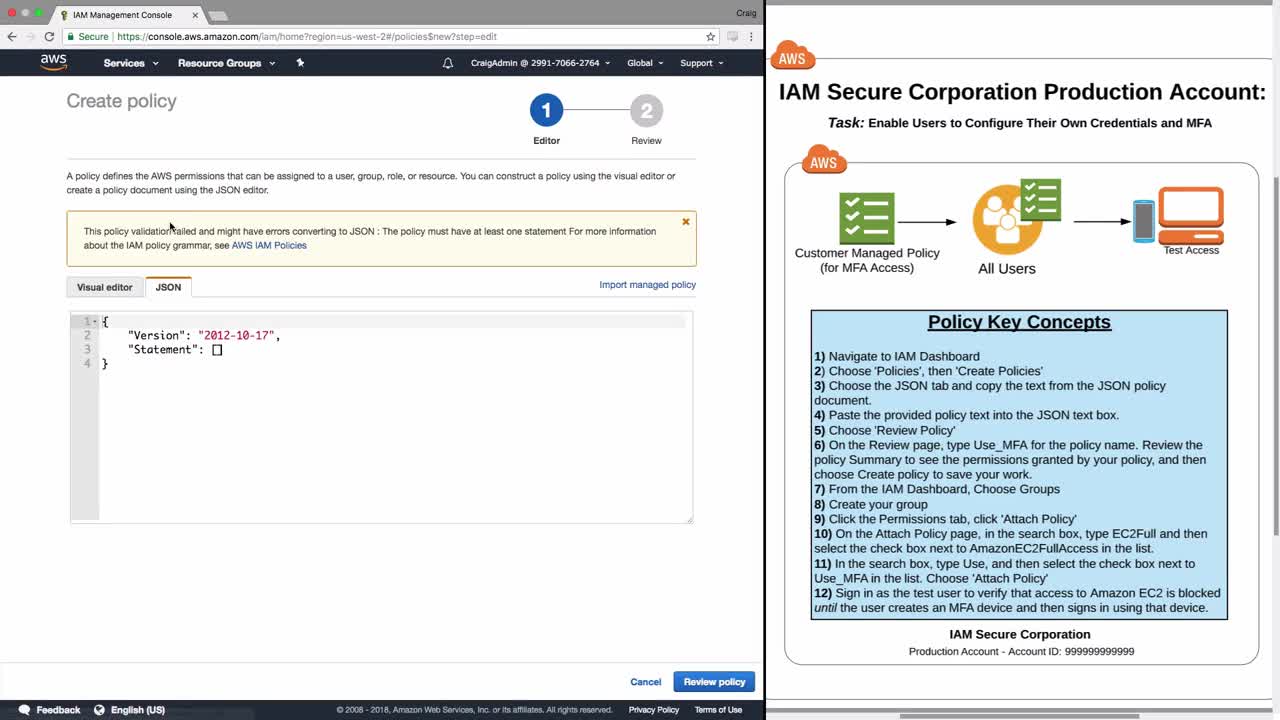 IAM Management Console
Craig
Secure
https://console.aws.amazon.com/iam/home?region=us-west-2#/policies$new?step=edit
aws
Services
Resource Groups
CraigAdmin @ 2991-7066-2764
Global
Support
Create policy
1
2
Editor
Review
A policy defines the AWS permissions that can be assigned to a user, group, role, or resource. You can construct a policy using the visual editor or
create a policy document using the JSON editor.
This policy validation failed and might have errors converting to JSON : The policy must have at least one statement For more information
about the IAM policy grammar, see AWS IAM Policies
Visual editor
JSON
Import managed policy
1 {
2 "Version": "2012-10-17",
3 "Statement": []
4 }
Cancel
Review policy
Feedback
English (US)
© 2008 - 2018, Amazon Web Services, Inc. or its affiliates. All rights reserved.
Privacy Policy
Terms of Use
AWS
IAM Secure Corporation Production Account:
Task: Enable Users to Configure Their Own Credentials and MFA
AWS
Customer Managed Policy
(for MFA Access)
All Users
Test Access
Policy Key Concepts
1) Navigate to IAM Dashboard
2) Choose 'Policies', then 'Create Policies'
3) Choose the JSON tab and copy the text from the JSON policy
document.
4) Paste the provided policy text into the JSON text box.
5) Choose 'Review Policy'
6) On the Review page, type Use_MFA for the policy name. Review the
policy Summary to see the permissions granted by your policy, and then
choose Create policy to save your work.
7) From the IAM Dashboard, Choose Groups
8) Create your group
9) Click the Permissions tab, click 'Attach Policy'
10) On the Attach Policy page, in the search box, type EC2Full and then
select the check box next to AmazonEC2FullAccess in the list.
11) In the search box, type Use, and then select the check box next to
Use_MFA in the list. Choose 'Attach Policy'
12) Sign in as the test user to verify that access to Amazon EC2 is blocked
until the user creates an MFA device and then signs in using that device.
IAM Secure Corporation
Production Account - Account ID: 999999999999